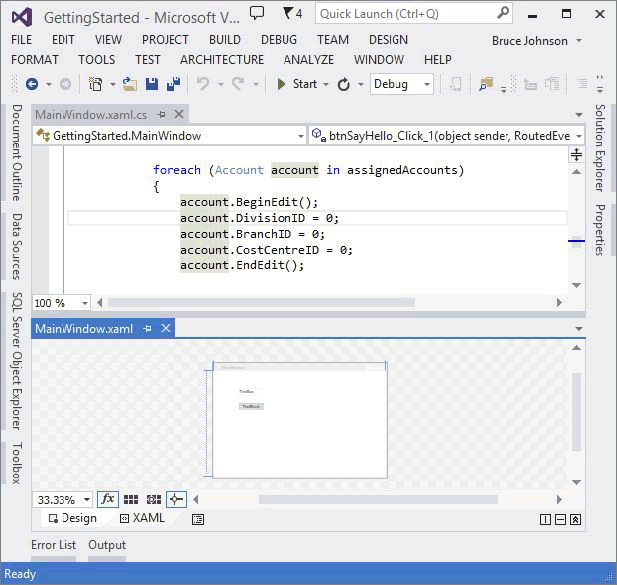 GettingStarted - Microsoft V... 4 Quick Launch (Ctrl+Q)
FILE EDIT VIEW PROJECT BUILD DEBUG TEAM DESIGN Bruce Johnson
FORMAT TOOLS TEST ARCHITECTURE ANALYZE WINDOW HELP
Start Debug
Document Outline
Data Sources
SQL Server Object Explorer
Toolbox
MainWindow.xaml.cs
GettingStarted.MainWindow btnSayHello_Click_1(object sender, RoutedEve
foreach (Account account in assignedAccounts)
{
account.BeginEdit();
account.DivisionID = 0;
account.BranchID = 0;
account.CostCentreID = 0;
account.EndEdit();
100 %
MainWindow.xaml
TextBox
TextBlock
33.33% fx
Design XAML
Solution Explorer
Properties
Error List Output
Ready